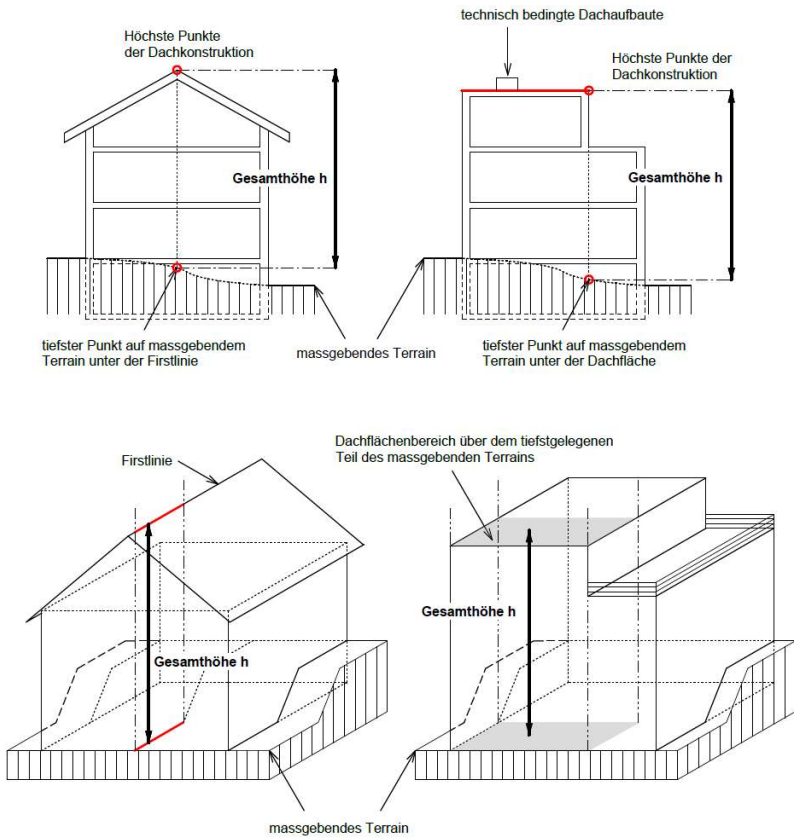 technisch bedingte Dachaufbaute
Höchste Punkte
der Dachkonstruktion
Höchste Punkte der
Dachkonstruktion
Gesamthöhe h
Gesamthöhe h
tiefster Punkt auf massgebendem
Terrain unter der Firstlinie
massgebendes Terrain
tiefster Punkt auf massgebendem
Terrain unter der Dachfläche
Firstlinie
Dachflächenbereich über dem tiefstgelegenen
Teil des massgebenden Terrains
Gesamthöhe h
Gesamthöhe h
massgebendes Terrain